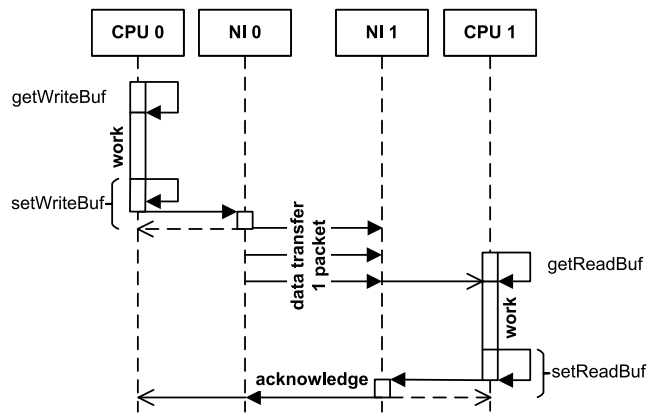 CPU 0
NI 0
NI 1
CPU 1
getWriteBuf
work
setWriteBuf
data transfer
1 packet
getReadBuf
work
setReadBuf
acknowledge